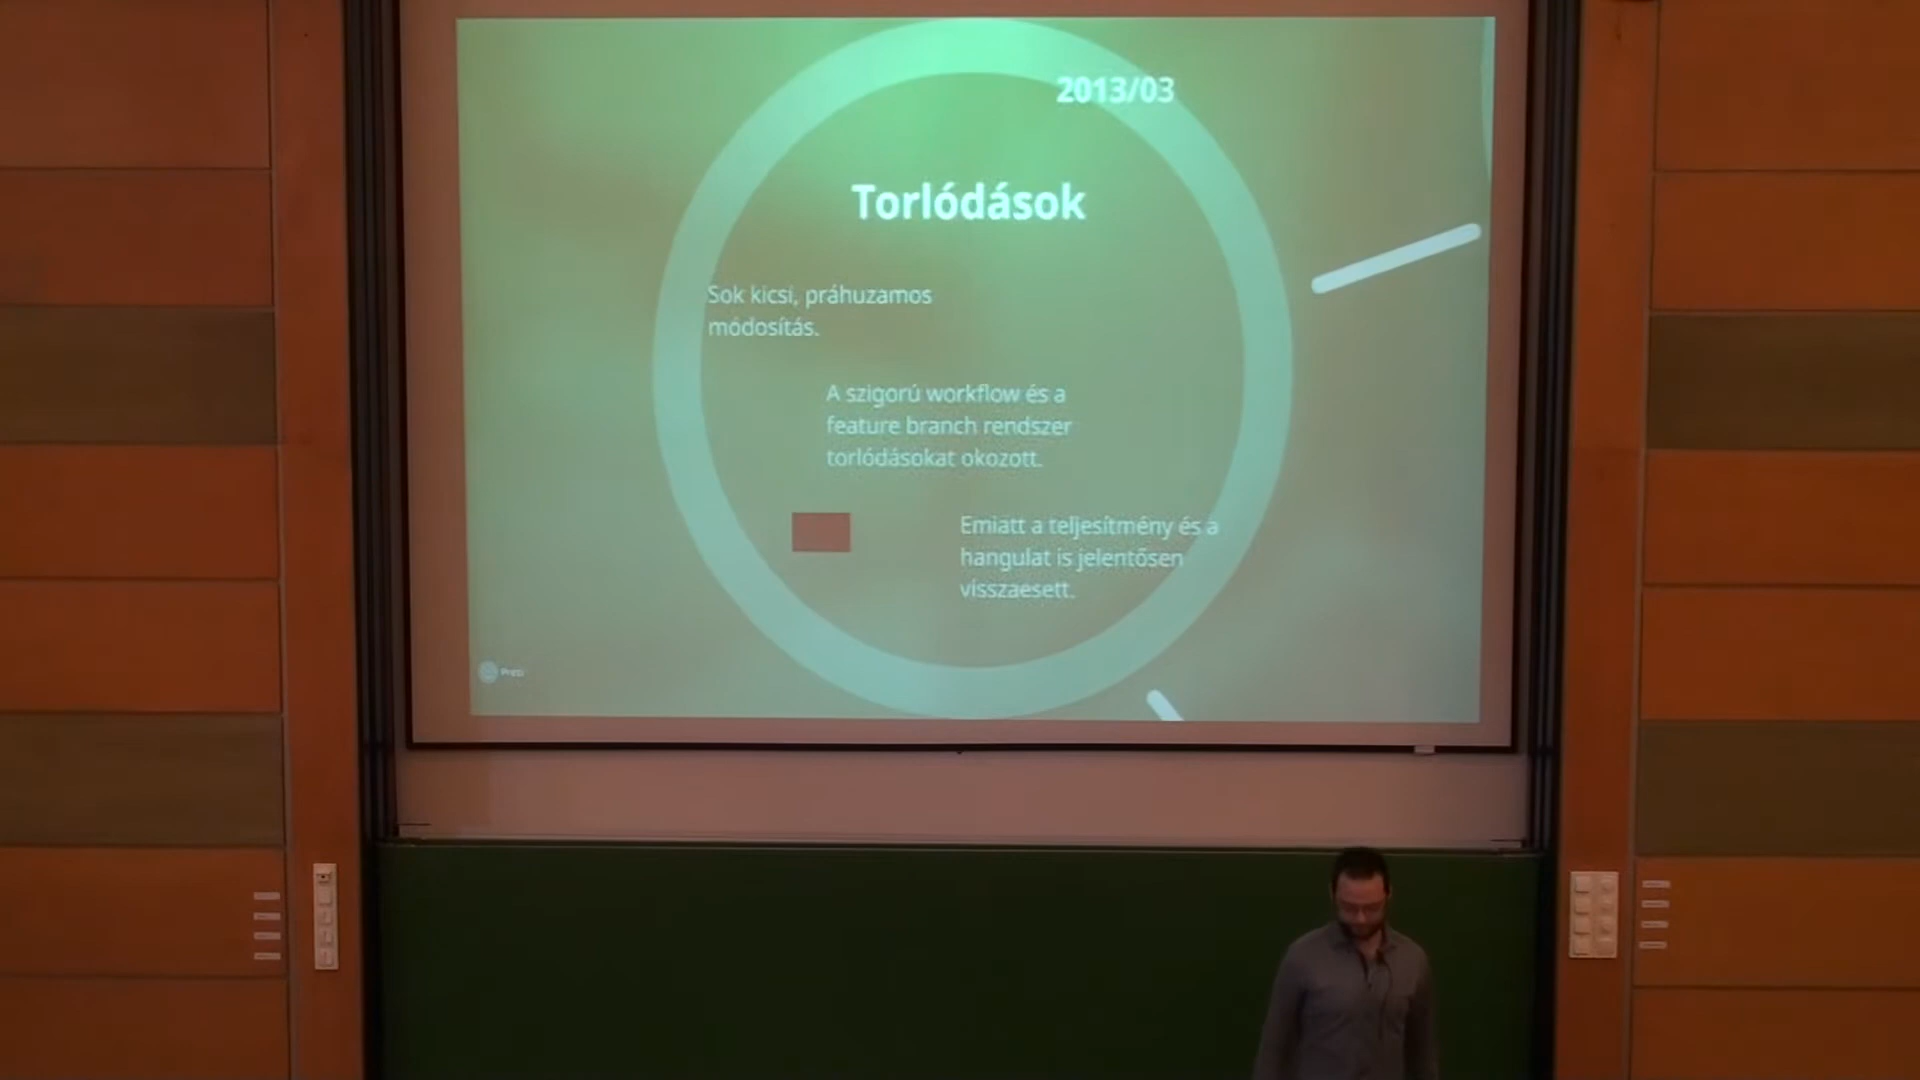 2013/03
Torlódások
Sok kicsi, práhuzamos
módosítás.
A szigorú workflow és a
feature branch rendszer
torlódásokat okozott.
Emiatt a teljesítmény és a
hangulat is jelentősen
visszaesett.
Prezi